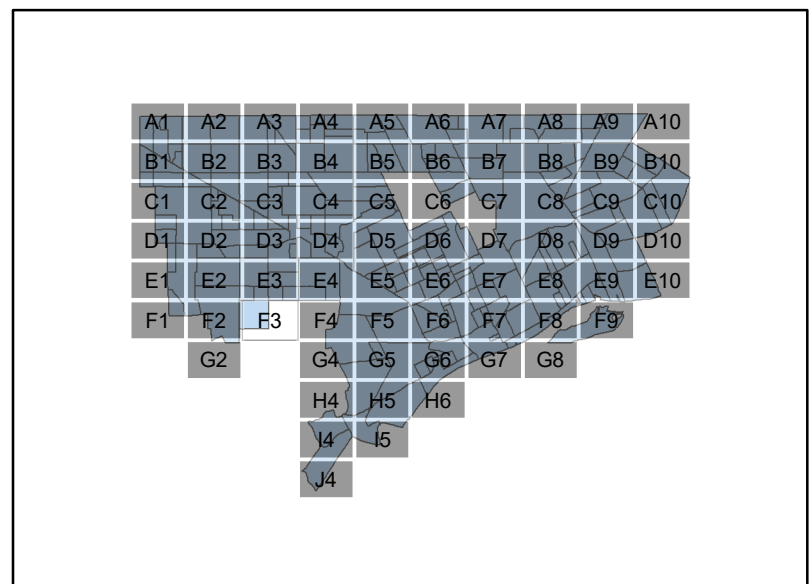 A1 A2 A3 A4 A5 A6 A7 A8 A9 A10
B1 B2 B3 B4 B5 B6 B7 B8 B9 B10
C1 C2 C3 C4 C5 C6 C7 C8 C9 C10
D1 D2 D3 D4 D5 D6 D7 D8 D9 D10
E1 E2 E3 E4 E5 E6 E7 E8 E9 E10
F1 F2 F3 F4 F5 F6 F7 F8 F9
G2 G4 G5 G6 G7 G8
H4 H5 H6
I4 I5
J4